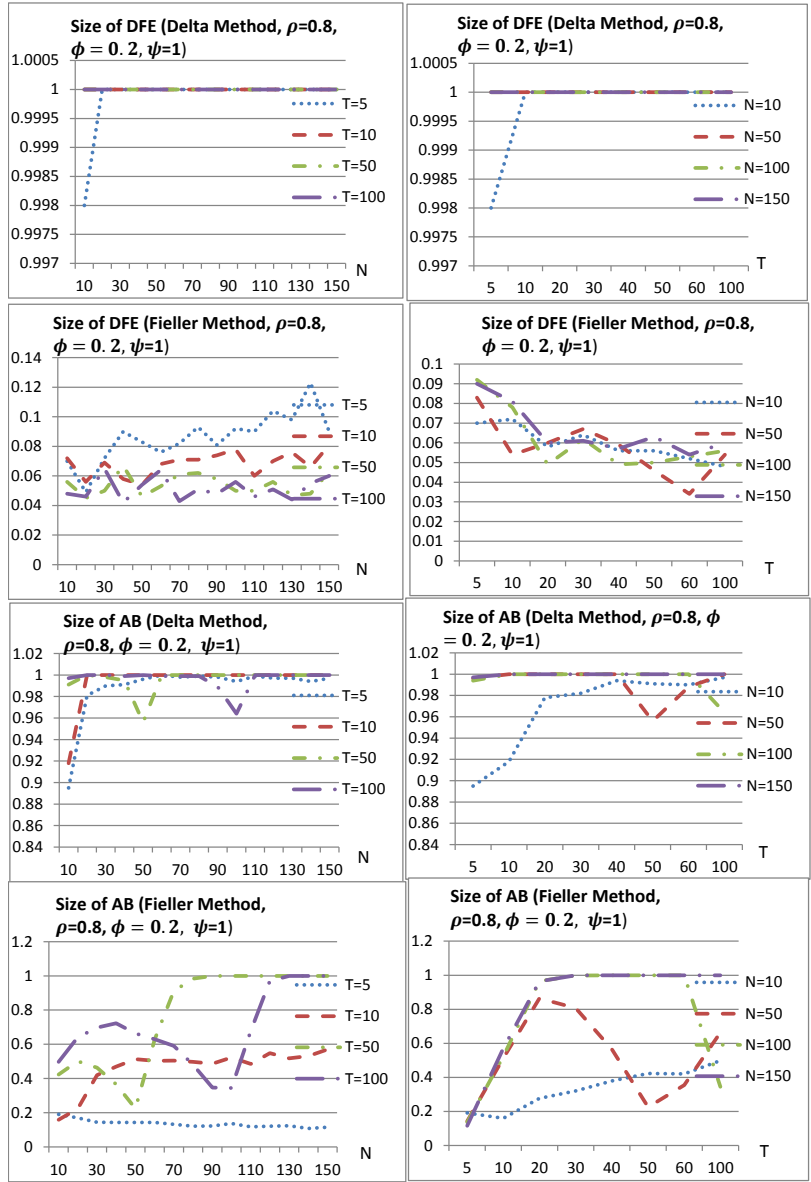 Size of DFE (Delta Method, ρ=0.8,
ϕ = 0.2, ψ=1)
1.0005
1
0.9995
0.999
0.9985
0.998
0.9975
0.997
10 30 50 70 90 110 130 150
N
T=5
T=10
T=50
T=100
Size of DFE (Delta Method, ρ=0.8,
ϕ = 0.2, ψ=1)
1.0005
1
0.9995
0.999
0.9985
0.998
0.9975
0.997
5 10 20 30 40 50 60 100
T
N=10
N=50
N=100
N=150
Size of DFE (Fieller Method, ρ=0.8,
ϕ = 0.2, ψ=1)
0.14
0.12
0.1
0.08
0.06
0.04
0.02
0
10 30 50 70 90 110 130 150
N
T=5
T=10
T=50
T=100
Size of DFE (Fieller Method, ρ=0.8,
ϕ = 0.2, ψ=1)
0.1
0.09
0.08
0.07
0.06
0.05
0.04
0.03
0.02
0.01
0
5 10 20 30 40 50 60 100
T
N=10
N=50
N=100
N=150
Size of AB (Delta Method,
ρ=0.8, ϕ = 0.2, ψ=1)
1.02
1
0.98
0.96
0.94
0.92
0.9
0.88
0.86
0.84
10 30 50 70 90 110 130 150
N
T=5
T=10
T=50
T=100
Size of AB (Delta Method, ρ=0.8, ϕ
= 0.2, ψ=1)
1.02
1
0.98
0.96
0.94
0.92
0.9
0.88
0.86
0.84
5 10 20 30 40 50 60 100
T
N=10
N=50
N=100
N=150
Size of AB (Fieller Method,
ρ=0.8, ϕ = 0.2, ψ=1)
1.2
1
0.8
0.6
0.4
0.2
0
10 30 50 70 90 110 130 150
N
T=5
T=10
T=50
T=100
Size of AB (Fieller Method,
ρ=0.8, ϕ = 0.2, ψ=1)
1.2
1
0.8
0.6
0.4
0.2
0
5 10 20 30 40 50 60 100
T
N=10
N=50
N=100
N=150